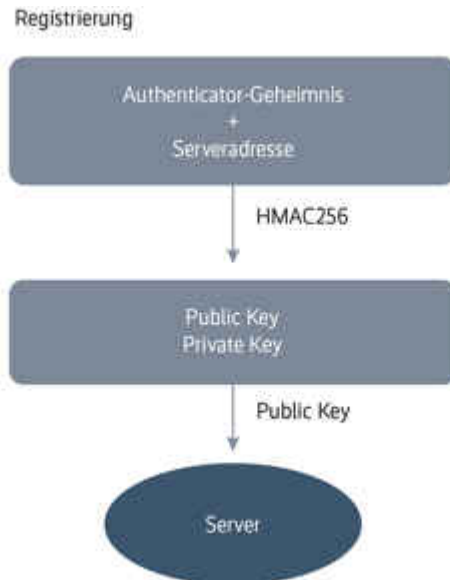 Registrierung
Authenticator-Geheimnis
+
Serveradresse
HMAC256
Public Key
Private Key
Public Key
Server